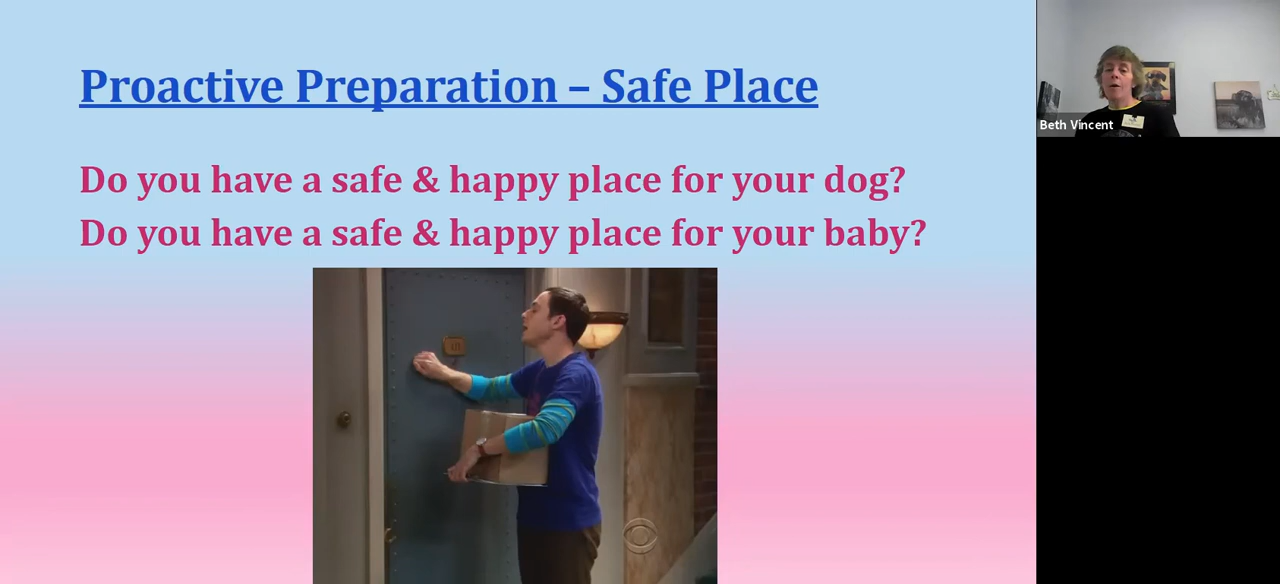 Proactive Preparation – Safe Place
Do you have a safe & happy place for your dog?
Do you have a safe & happy place for your baby?
Beth Vincent